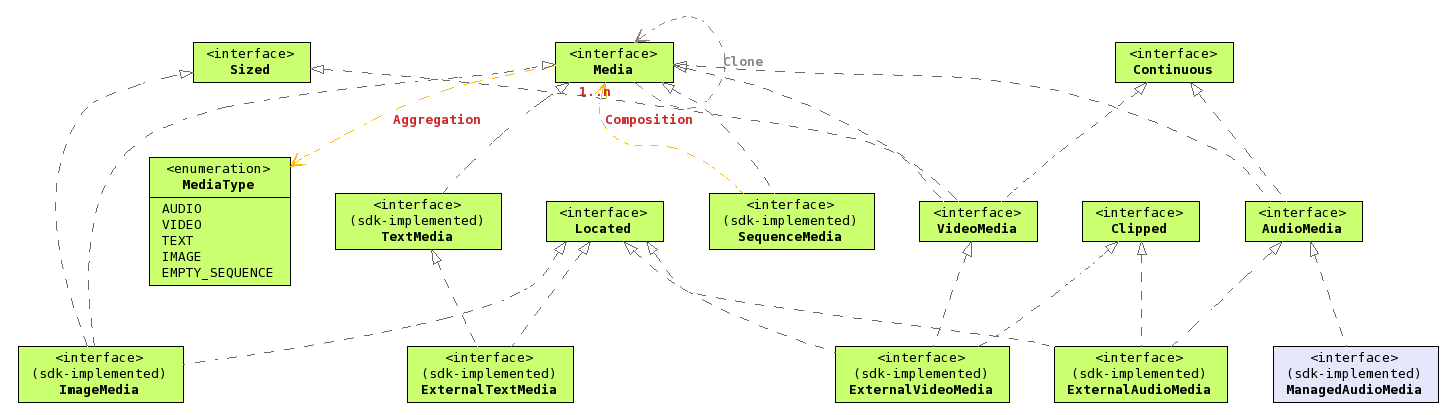 <interface>
Sized
<interface>
Media
Clone
<interface>
Continuous
1..n
Aggregation
Composition
<enumeration>
MediaType
AUDIO
VIDEO
TEXT
IMAGE
EMPTY_SEQUENCE
<interface>
(sdk-implemented)
TextMedia
<interface>
Located
<interface>
(sdk-implemented)
SequenceMedia
<interface>
VideoMedia
<interface>
Clipped
<interface>
AudioMedia
<interface>
(sdk-implemented)
ImageMedia
<interface>
(sdk-implemented)
ExternalTextMedia
<interface>
(sdk-implemented)
ExternalVideoMedia
<interface>
(sdk-implemented)
ExternalAudioMedia
<interface>
(sdk-implemented)
ManagedAudioMedia